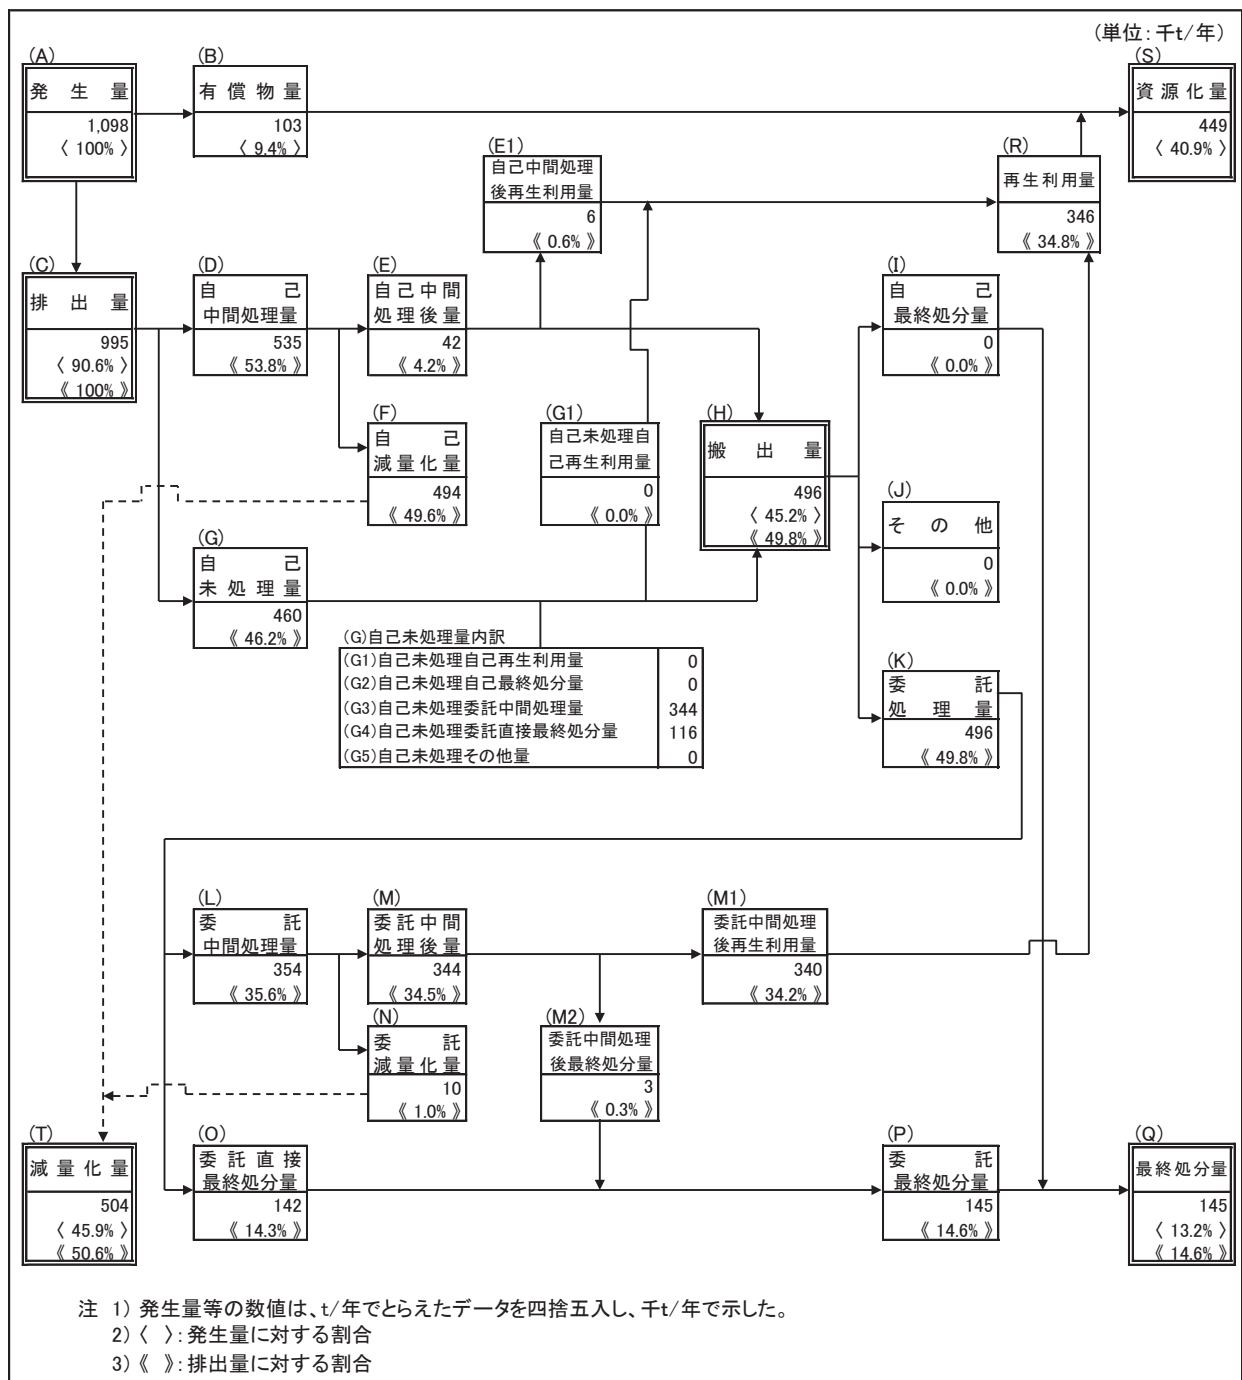 (単位:千t/年)
(A)
発生量
1,098
〈 100% 〉
(B)
有償物量
103
〈 9.4% 〉
(S)
資源化量
449
〈 40.9% 〉
(E1)
自己中間処理
後再生利用量
6
《 0.6% 》
(R)
再生利用量
346
《 34.8% 》
(C)
排出量
995
〈 90.6% 〉
《 100% 》
(D)
自己
中間処理量
535
《 53.8% 》
(E)
自己中間
処理後量
42
《 4.2% 》
(I)
自己
最終処分量
0
《 0.0% 》
(F)
自己
減量化量
494
《 49.6% 》
(G1)
自己未処理自
己再生利用量
0
《 0.0% 》
(H)
搬出量
496
〈 45.2% 〉
《 49.8% 》
(J)
その他
0
《 0.0% 》
(G)
自己
未処理量
460
《 46.2% 》
(G)自己未処理量内訳
(G1)自己未処理自己再生利用量 0
(G2)自己未処理自己最終処分量 0
(G3)自己未処理委託中間処理量 344
(G4)自己未処理委託直接最終処分量 116
(G5)自己未処理その他量 0
(K)
委託
処理量
496
《 49.8% 》
(L)
委託
中間処理量
354
《 35.6% 》
(M)
委託中間
処理後量
344
《 34.5% 》
(M1)
委託中間処理
後再生利用量
340
《 34.2% 》
(N)
委託
減量化量
10
《 1.0% 》
(M2)
委託中間処理
後最終処分量
3
《 0.3% 》
(T)
減量化量
504
〈 45.9% 〉
《 50.6% 》
(O)
委託直接
最終処分量
142
《 14.3% 》
(P)
委託
最終処分量
145
《 14.6% 》
(Q)
最終処分量
145
〈 13.2% 〉
《 14.6% 》
注 1) 発生量等の数値は、t/年でとらえたデータを四捨五入し、千t/年で示した。
2)〈 〉:発生量に対する割合
3)《 》:排出量に対する割合